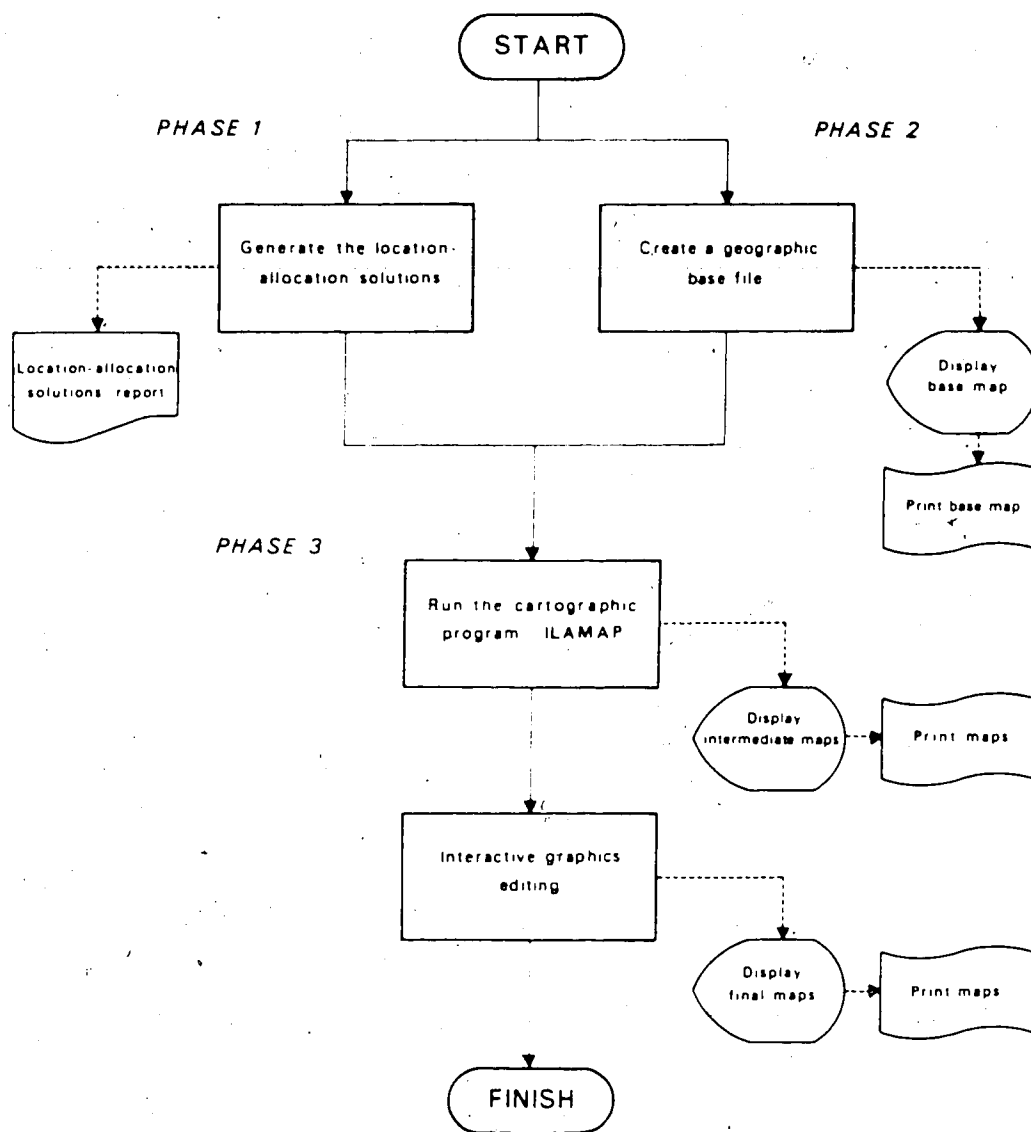 START
PHASE 1
PHASE 2
Generate the location-
allocation solutions
Create a geographic
base file
Location-allocation
solutions report
Display
base map
Print base map
PHASE 3
Run the cartographic
program ILAMAP
Display
intermediate maps
Print maps
Interactive graphics
editing
Display
final maps
Print maps
FINISH